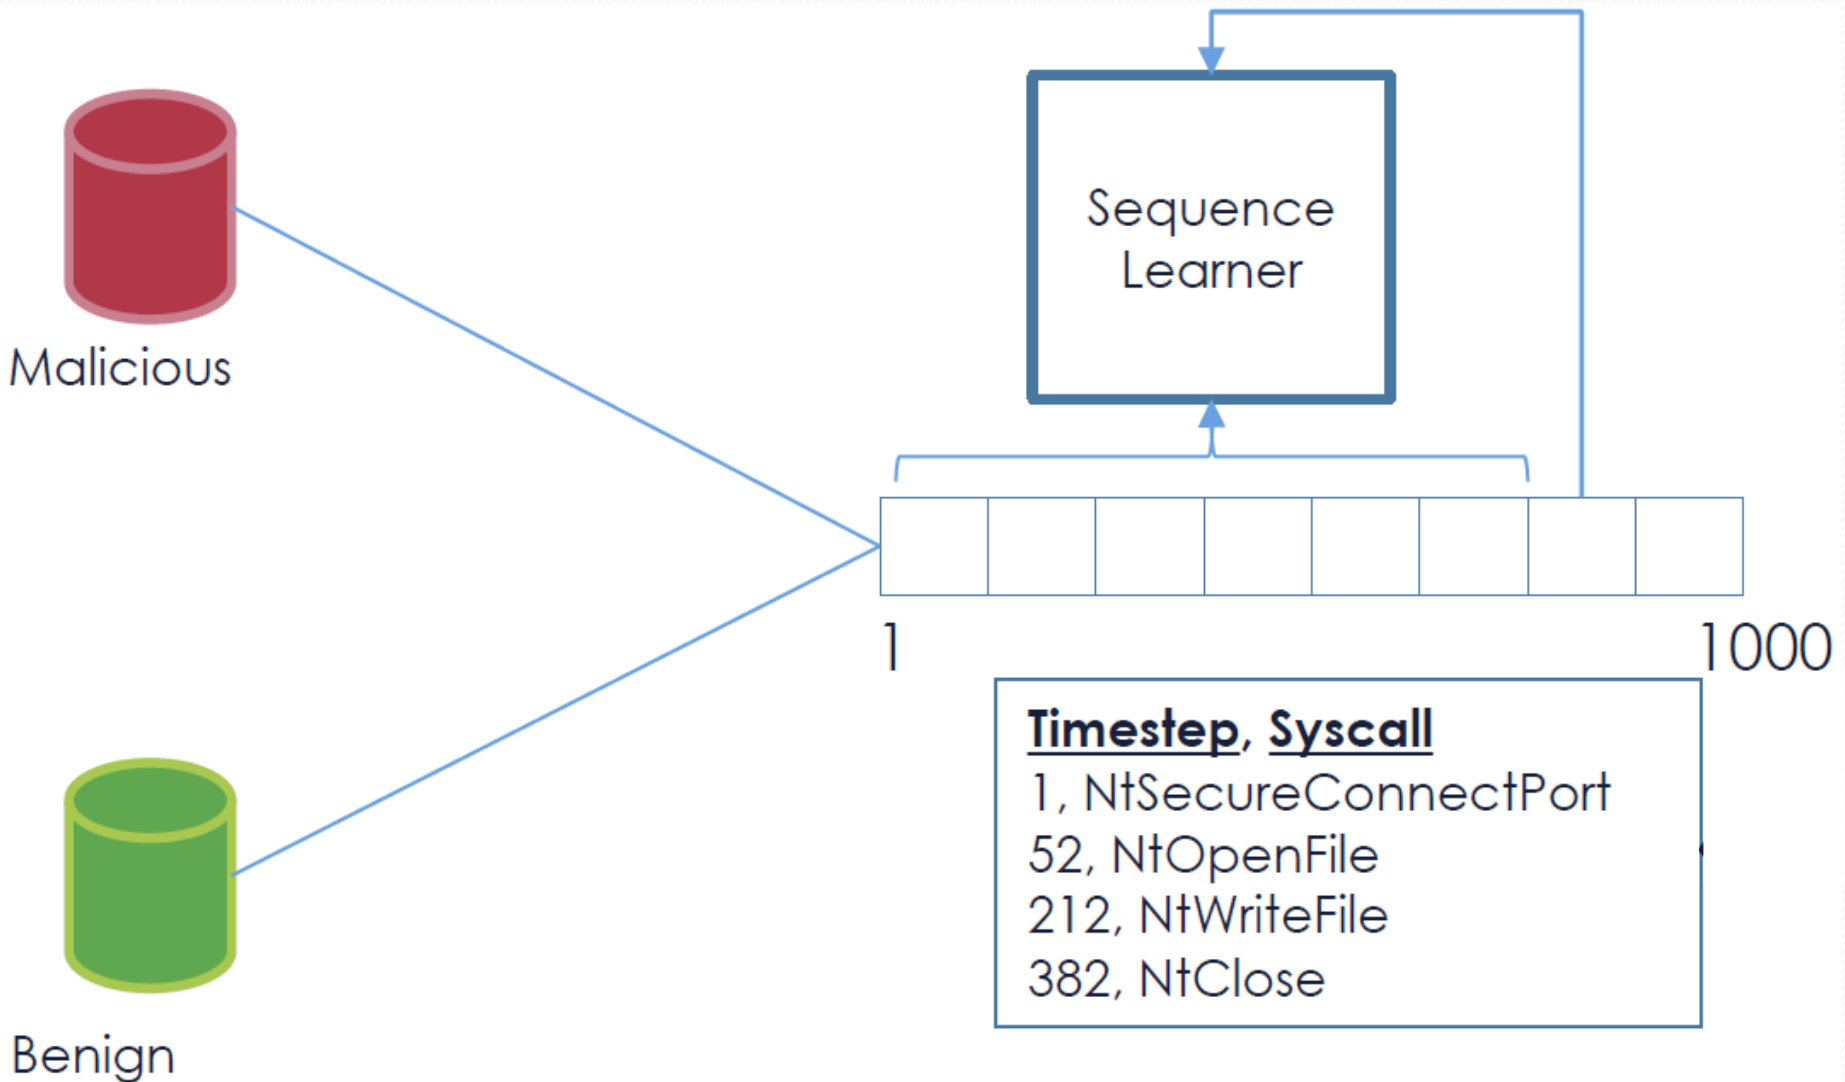 Sequence
Learner
Malicious
1
1000
Timestep, Syscall
1, NtSecureConnectPort
52, NtOpenFile
212, NtWriteFile
382, NtClose
Benign